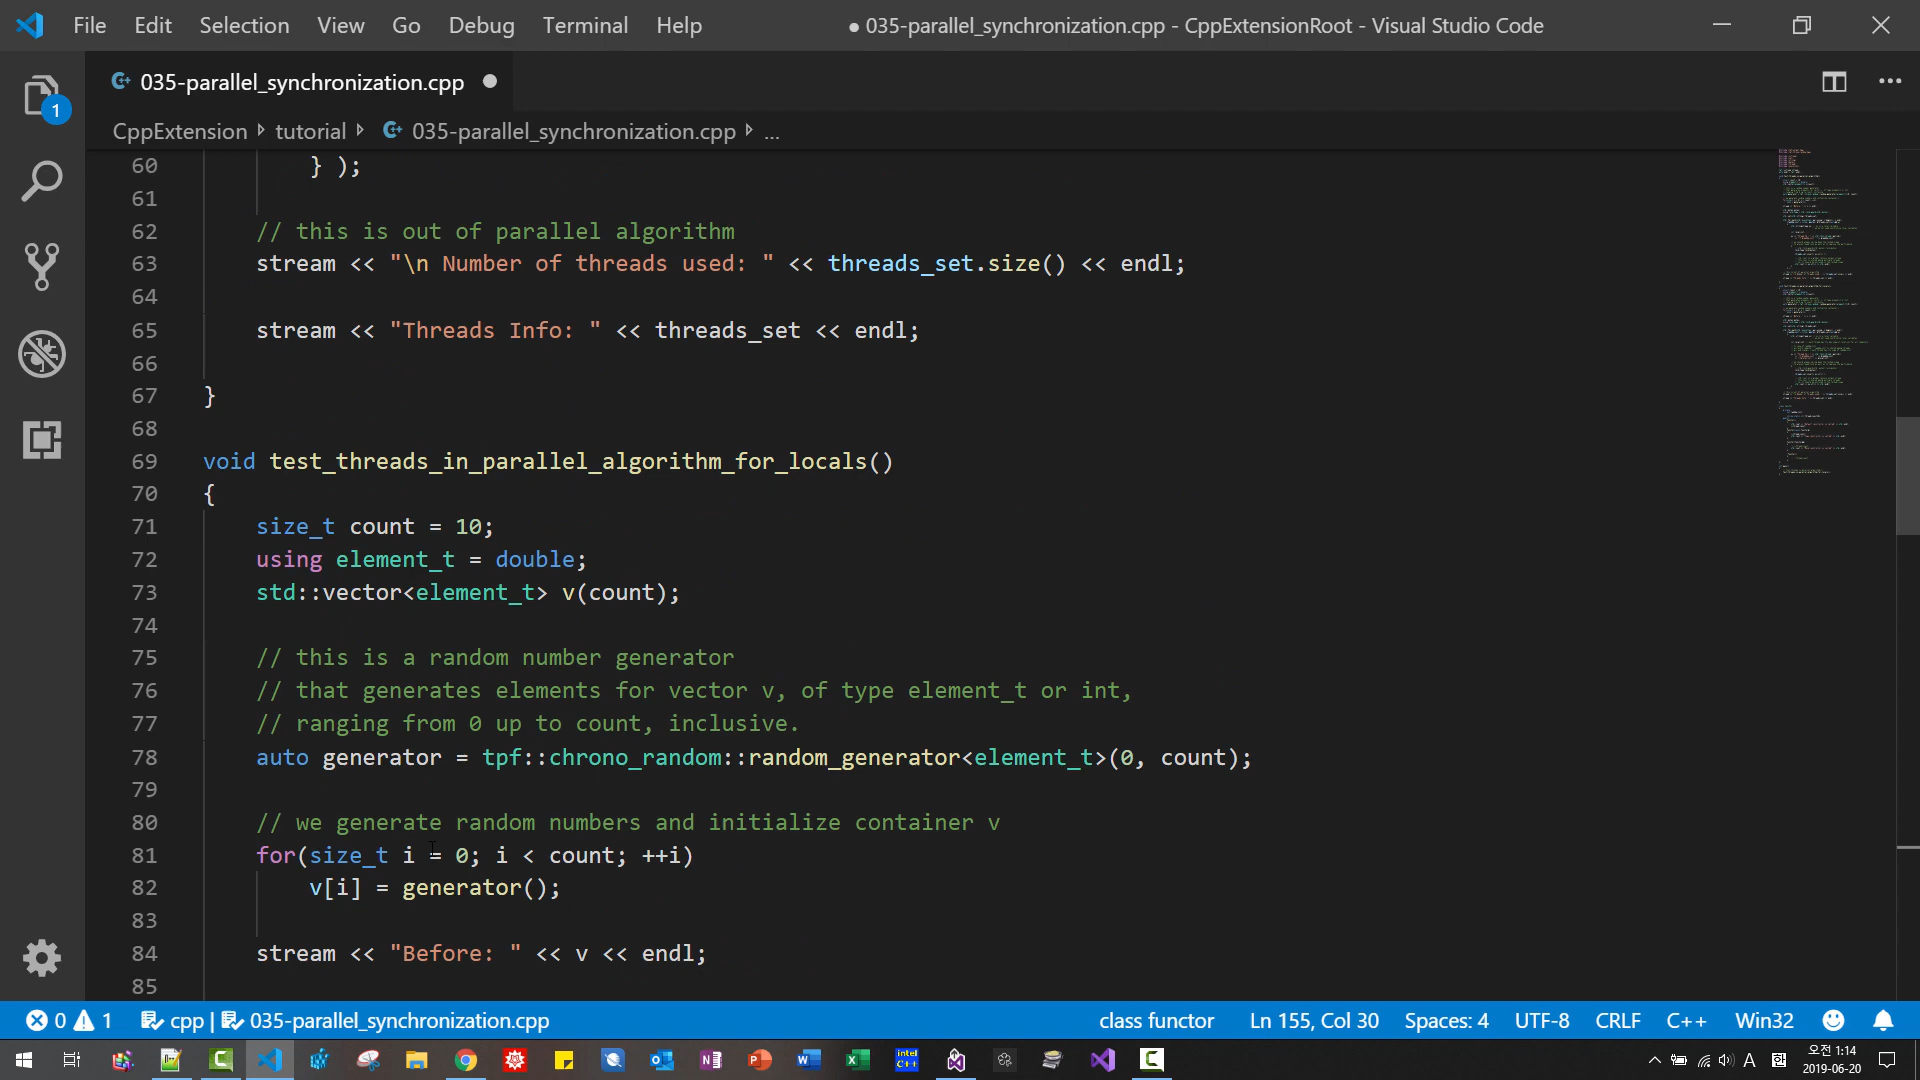 File Edit Selection View Go Debug Terminal Help ● 035-parallel_synchronization.cpp - CppExtensionRoot - Visual Studio Code
035-parallel_synchronization.cpp
CppExtension tutorial 035-parallel_synchronization.cpp ...
1
60 } );
61
62 // this is out of parallel algorithm
63 stream << "\n Number of threads used: " << threads_set.size() << endl;
64
65 stream << "Threads Info: " << threads_set << endl;
66
67 }
68
69 void test_threads_in_parallel_algorithm_for_locals()
70 {
71 size_t count = 10;
72 using element_t = double;
73 std::vector<element_t> v(count);
74
75 // this is a random number generator
76 // that generates elements for vector v, of type element_t or int,
77 // ranging from 0 up to count, inclusive.
78 auto generator = tpf::chrono_random::random_generator<element_t>(0, count);
79
80 // we generate random numbers and initialize container v
81 for(size_t i = 0; i < count; ++i)
82 v[i] = generator();
83
84 stream << "Before: " << v << endl;
85
0 1 cpp | 035-parallel_synchronization.cpp class functor Ln 155, Col 30 Spaces: 4 UTF-8 CRLF C++ Win32
intel C++ A 오전 1:14
2019-06-20